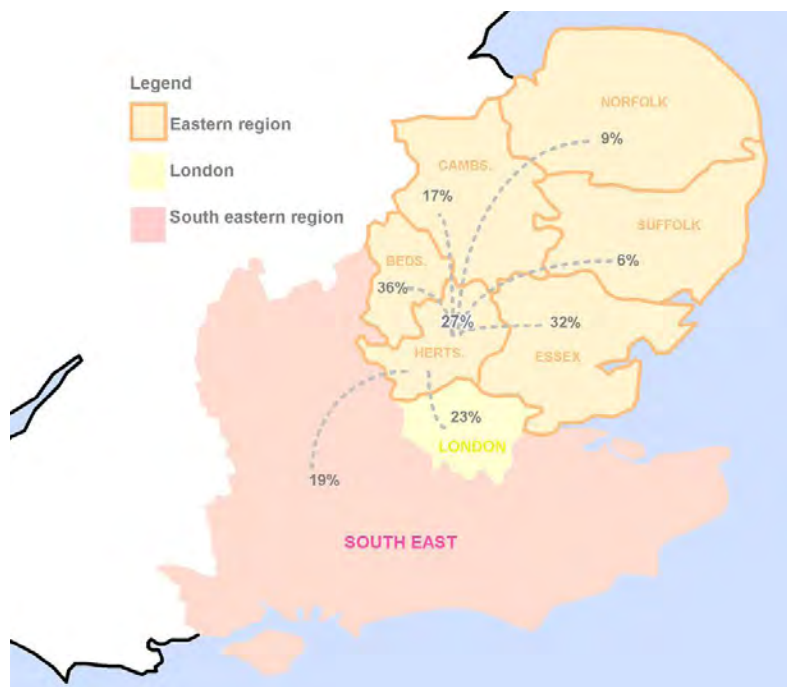 Legend
Eastern region
London
South eastern region
NORFOLK
9%
CAMBS.
17%
SUFFOLK
6%
BEDS.
36%
27%
32%
HERTS.
ESSEX
23%
LONDON
19%
SOUTH EAST